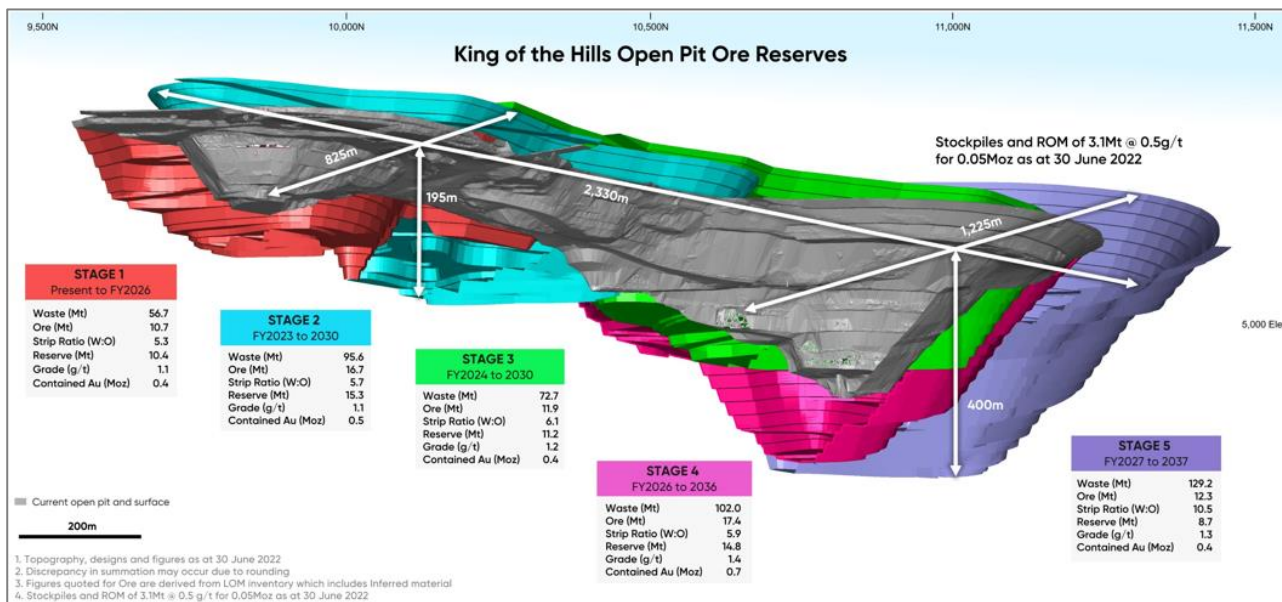 9,500N 10,000N 10,500N 11,000N 11,500N
King of the Hills Open Pit Ore Reserves
Stockpiles and ROM of 3.1Mt @ 0.5g/t
for 0.05Moz as at 30 June 2022
825m
195m
2,330m
1,225m
400m
5,000 Ele
STAGE 1
Present to FY2026
Waste (Mt) 56.7
Ore (Mt) 10.7
Strip Ratio (W:O) 5.3
Reserve (Mt) 10.4
Grade (g/t) 1.1
Contained Au (Moz) 0.4
STAGE 2
FY2023 to 2030
Waste (Mt) 95.6
Ore (Mt) 16.7
Strip Ratio (W:O) 5.7
Reserve (Mt) 15.3
Grade (g/t) 1.1
Contained Au (Moz) 0.5
STAGE 3
FY2024 to 2030
Waste (Mt) 72.7
Ore (Mt) 11.9
Strip Ratio (W:O) 6.1
Reserve (Mt) 11.2
Grade (g/t) 1.2
Contained Au (Moz) 0.4
STAGE 4
FY2026 to 2036
Waste (Mt) 102.0
Ore (Mt) 17.4
Strip Ratio (W:O) 5.9
Reserve (Mt) 14.8
Grade (g/t) 1.4
Contained Au (Moz) 0.7
STAGE 5
FY2027 to 2037
Waste (Mt) 129.2
Ore (Mt) 12.3
Strip Ratio (W:O) 10.5
Reserve (Mt) 8.7
Grade (g/t) 1.3
Contained Au (Moz) 0.4
Current open pit and surface
200m
1. Topography, designs and figures as at 30 June 2022
2. Discrepancy in summation may occur due to rounding
3. Figures quoted for Ore are derived from LOM inventory which includes Inferred material
4. Stockpiles and ROM of 3.1Mt @ 0.5 g/t for 0.05Moz as at 30 June 2022